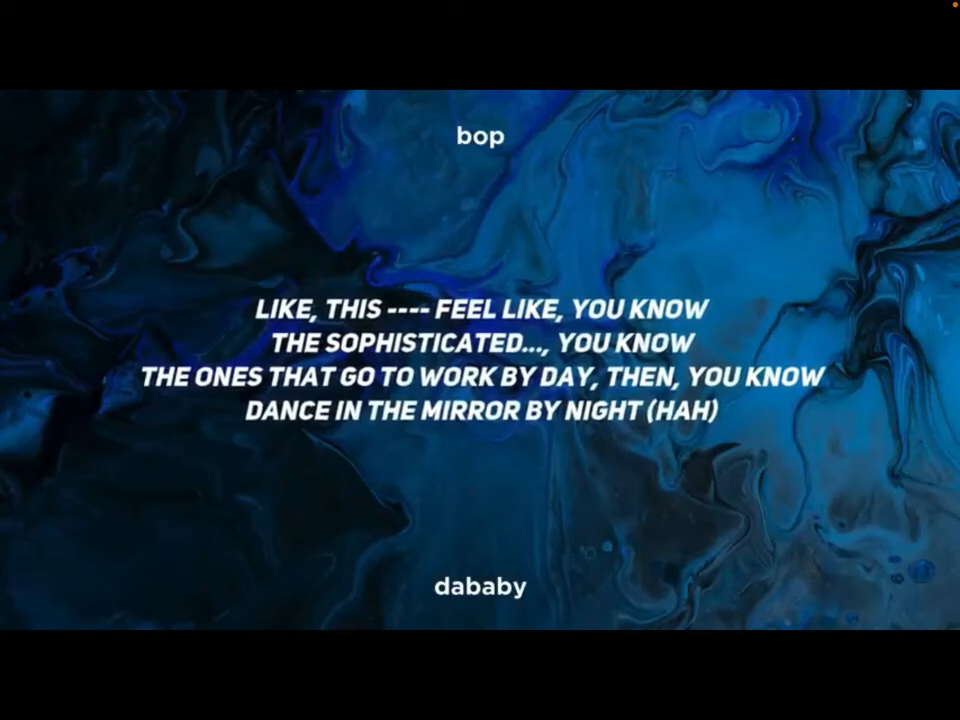 bop
LIKE, THIS ---- FEEL LIKE, YOU KNOW
THE SOPHISTICATED..., YOU KNOW
THE ONES THAT GO TO WORK BY DAY, THEN, YOU KNOW
DANCE IN THE MIRROR BY NIGHT (HAH)
dababy